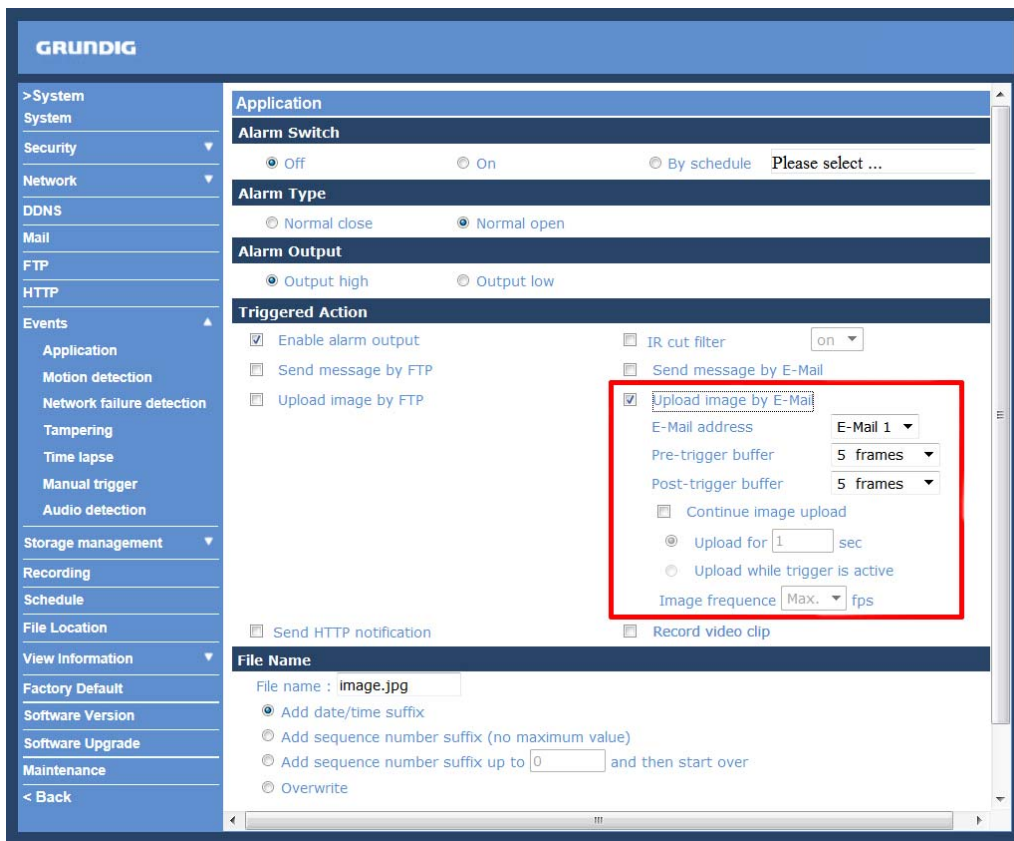 GRUNDIG
>System
System
Security
Network
DDNS
Mail
FTP
HTTP
Events
Application
Motion detection
Network failure detection
Tampering
Time lapse
Manual trigger
Audio detection
Storage management
Recording
Schedule
File Location
View Information
Factory Default
Software Version
Software Upgrade
Maintenance
< Back
Application
Alarm Switch
Off On By schedule Please select ...
Alarm Type
Normal close Normal open
Alarm Output
Output high Output low
Triggered Action
Enable alarm output IR cut filter on
Send message by FTP Send message by E-Mail
Upload image by FTP Upload image by E-Mail
E-Mail address E-Mail 1
Pre-trigger buffer 5 frames
Post-trigger buffer 5 frames
Continue image upload
Upload for 1 sec
Upload while trigger is active
Image frequence Max. fps
Send HTTP notification Record video clip
File Name
File name : image.jpg
Add date/time suffix
Add sequence number suffix (no maximum value)
Add sequence number suffix up to 0 and then start over
Overwrite